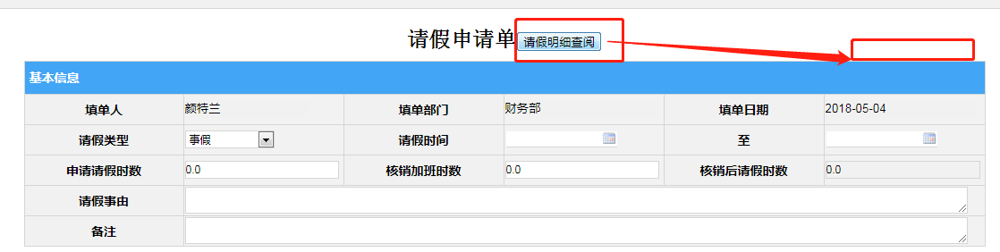 请假申请单 请假明细查阅
基本信息
填单人 颜特兰 填单部门 财务部 填单日期 2018-05-04
请假类型 事假 请假时间 至
申请请假时数 0.0 核销加班时数 0.0 核销后请假时数 0.0
请假事由
备注